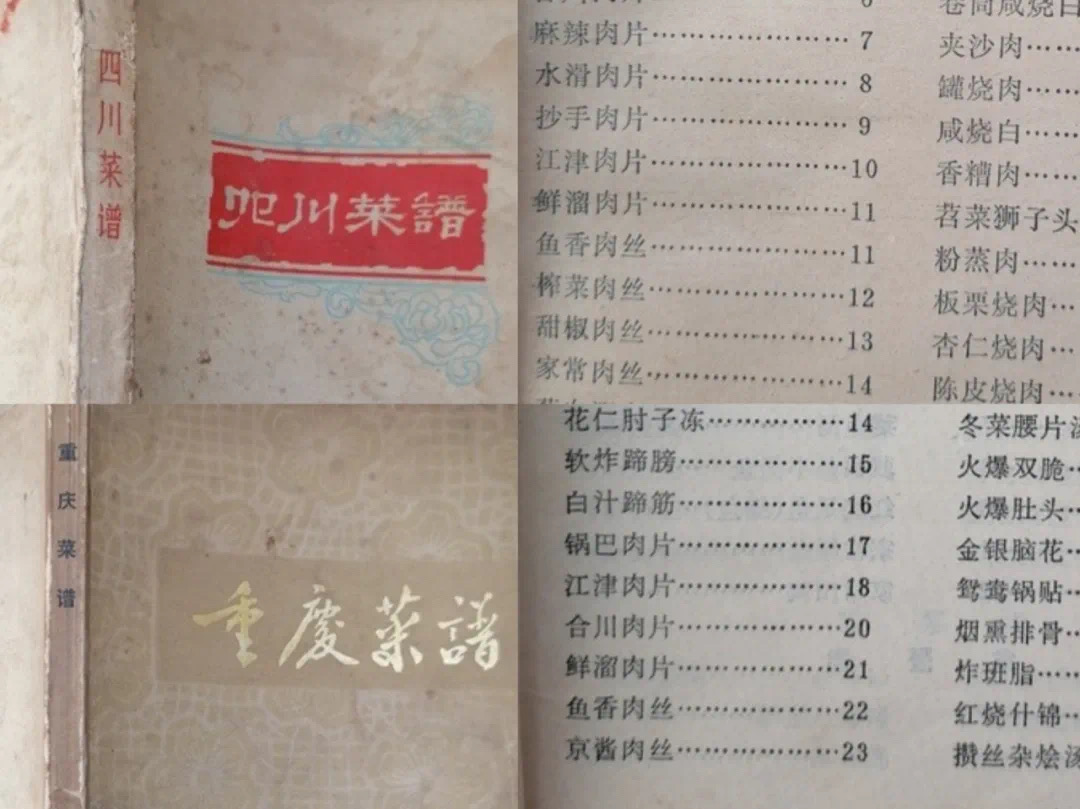 四川菜谱
四川菜譜
麻辣肉片……………………7
水滑肉片……………………8
抄手肉片……………………9
江津肉片……………………10
鲜溜肉片……………………11
鱼香肉丝……………………11
榨菜肉丝……………………12
甜椒肉丝……………………13
家常肉丝……………………14
卷筒咸烧白
夹沙肉……
罐烧肉……
咸烧白……
香糟肉……
苕菜狮子头
粉蒸肉……
板栗烧肉…
杏仁烧肉…
陈皮烧肉…
重庆菜谱
重慶菜譜
花仁肘子冻……………14
软炸蹄膀………………15
白汁蹄筋………………16
锅巴肉片………………17
江津肉片………………18
合川肉片………………20
鲜溜肉片………………21
鱼香肉丝………………22
京酱肉丝………………23
冬菜腰片汤
火爆双脆…
火爆肚头…
金银脑花…
鸳鸯锅贴…
烟熏排骨…
炸班脂……
红烧什锦…
攒丝杂烩汤